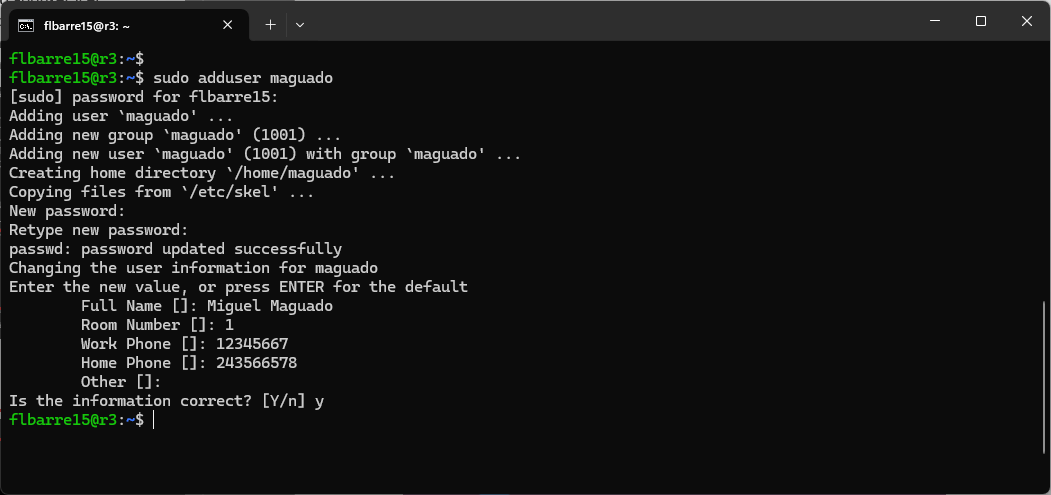 flbarre15@r3: ~
flbarre15@r3:~$
flbarre15@r3:~$ sudo adduser maguado
[sudo] password for flbarre15:
Adding user `maguado' ...
Adding new group `maguado' (1001) ...
Adding new user `maguado' (1001) with group `maguado' ...
Creating home directory `/home/maguado' ...
Copying files from `/etc/skel' ...
New password:
Retype new password:
passwd: password updated successfully
Changing the user information for maguado
Enter the new value, or press ENTER for the default
        Full Name []: Miguel Maguado
        Room Number []: 1
        Work Phone []: 12345667
        Home Phone []: 243566578
        Other []:
Is the information correct? [Y/n] y
flbarre15@r3:~$